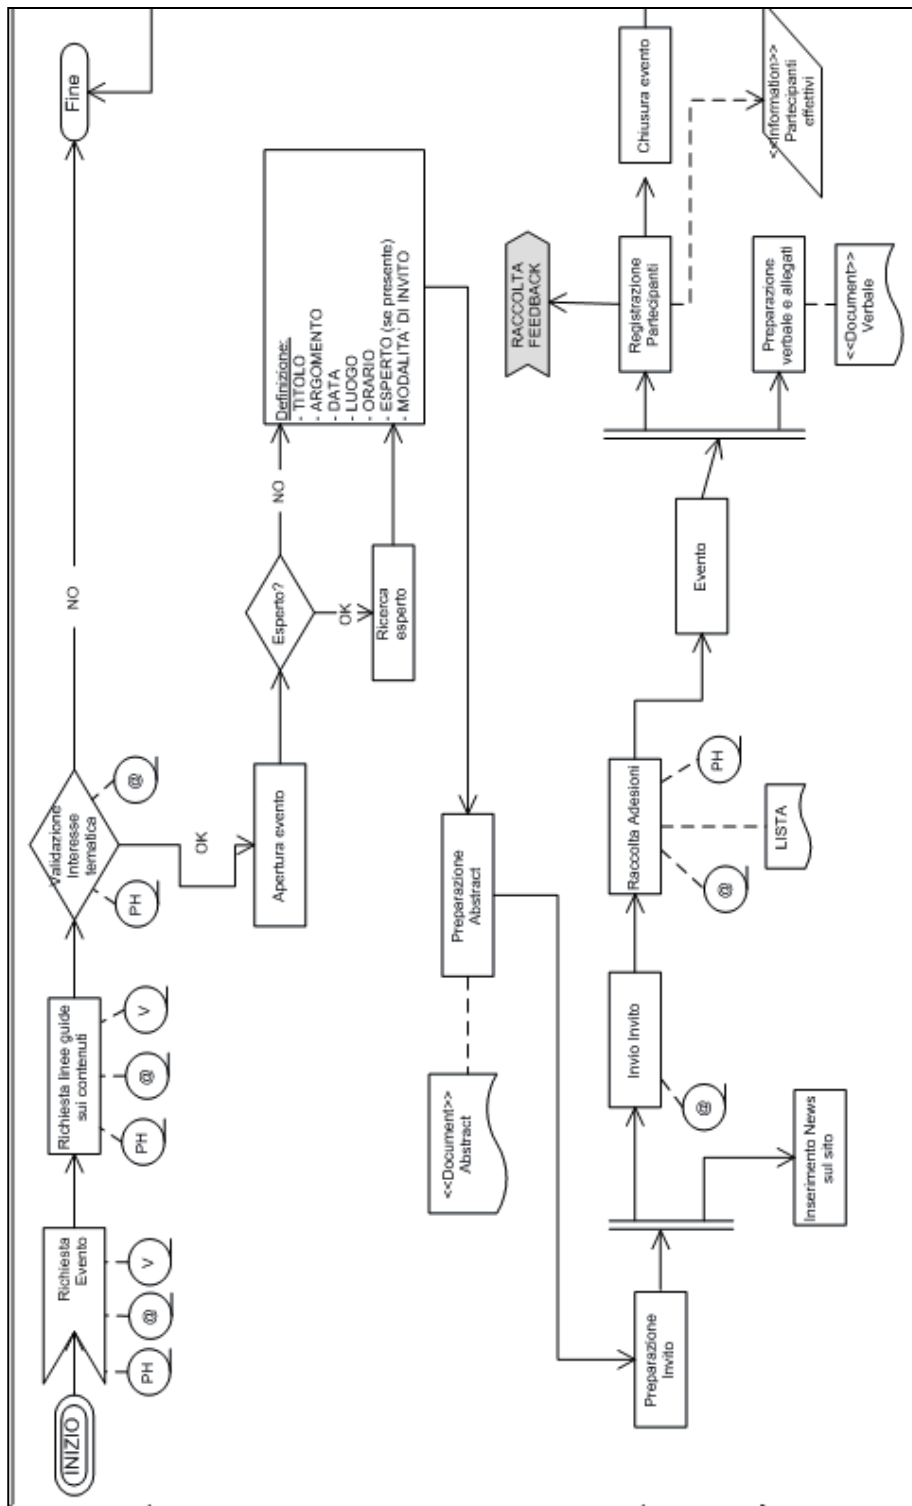 INIZIO
Richiesta
Evento
PH
@
V
Richiesta linee guide
sui contenuti
PH
@
V
Validazione
Interesse
tematica
PH
@
NO
Fine
OK
Apertura evento
Esperto?
NO
OK
Ricerca
esperto
Definizione:
- TITOLO
- ARGOMENTO
- DATA
- LUOGO
- ORARIO
- ESPERTO (se presente)
- MODALITA' DI INVITO
Preparazione
Abstract
<<Document>>
Abstract
Preparazione
Invito
Inserimento News
sul sito
Invio Invito
@
Raccolta Adesioni
@
LISTA
PH
Evento
Registrazione
Partecipanti
RACCOLTA
FEEDBACK
Preparazione
verbale e allegati
<<Document>>
Verbale
Chiusura evento
<<Information>>
Partecipanti
effettivi